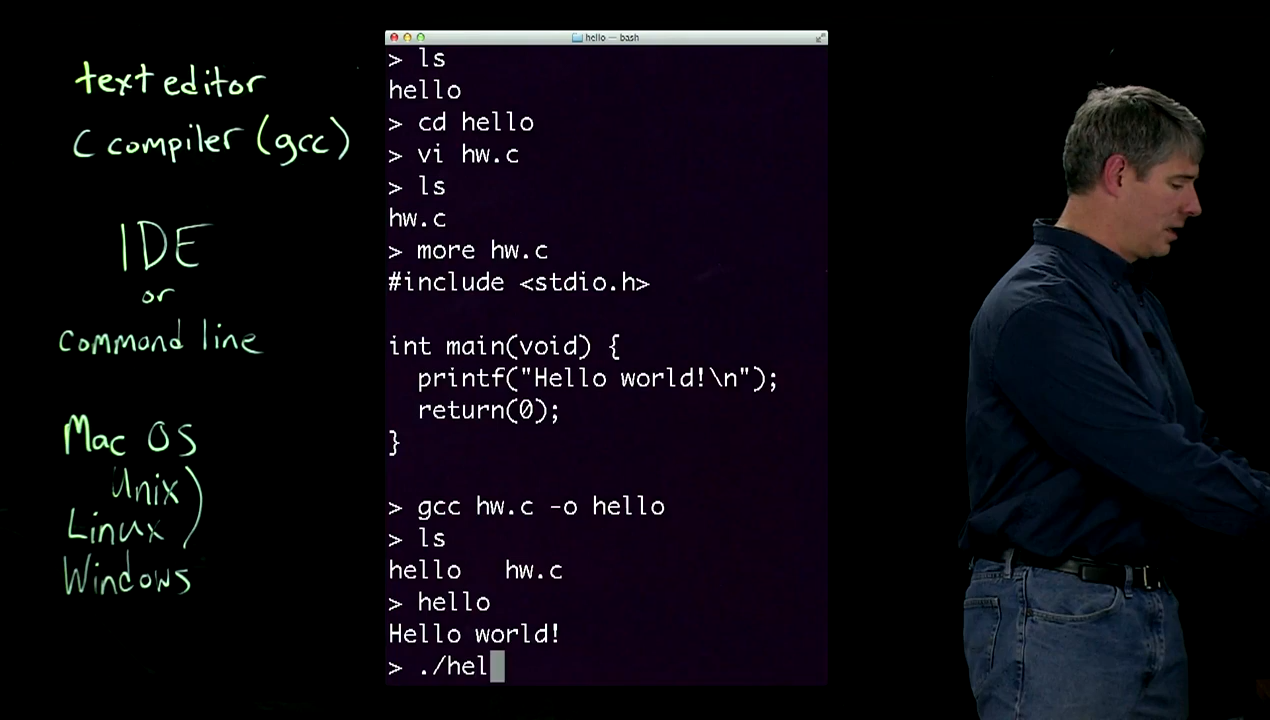 text editor
C compiler (gcc)
IDE
or
command line
Mac OS
Unix)
Linux)
Windows
hello — bash
> ls
hello
> cd hello
> vi hw.c
> ls
hw.c
> more hw.c
#include <stdio.h>
int main(void) {
  printf("Hello world!\n");
  return(0);
}
> gcc hw.c -o hello
> ls
hello   hw.c
> hello
Hello world!
> ./hel